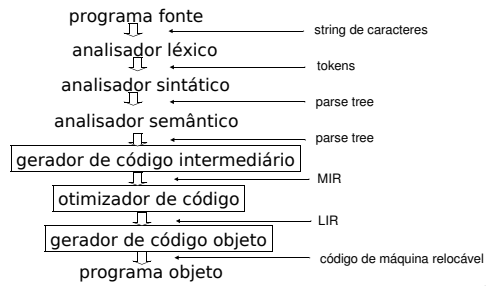 programa fonte
string de caracteres
analisador léxico
tokens
analisador sintático
parse tree
analisador semântico
parse tree
gerador de código intermediário
MIR
otimizador de código
LIR
gerador de código objeto
código de máquina relocável
programa objeto